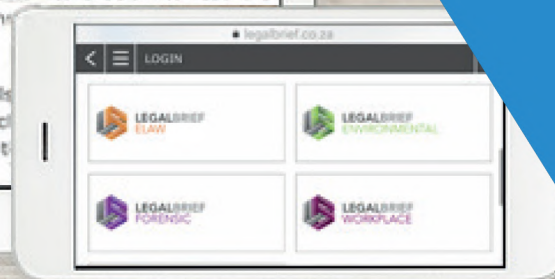 legalbrief.co.za
LOGIN
LEGALBRIEF
ELAW
LEGALBRIEF
ENVIRONMENTAL
LEGALBRIEF
FORENSIC
LEGALBRIEF
WORKPLACE